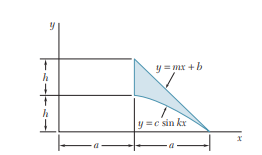 y
y = mx + b
h
h
y = c sin kx
x
a
a